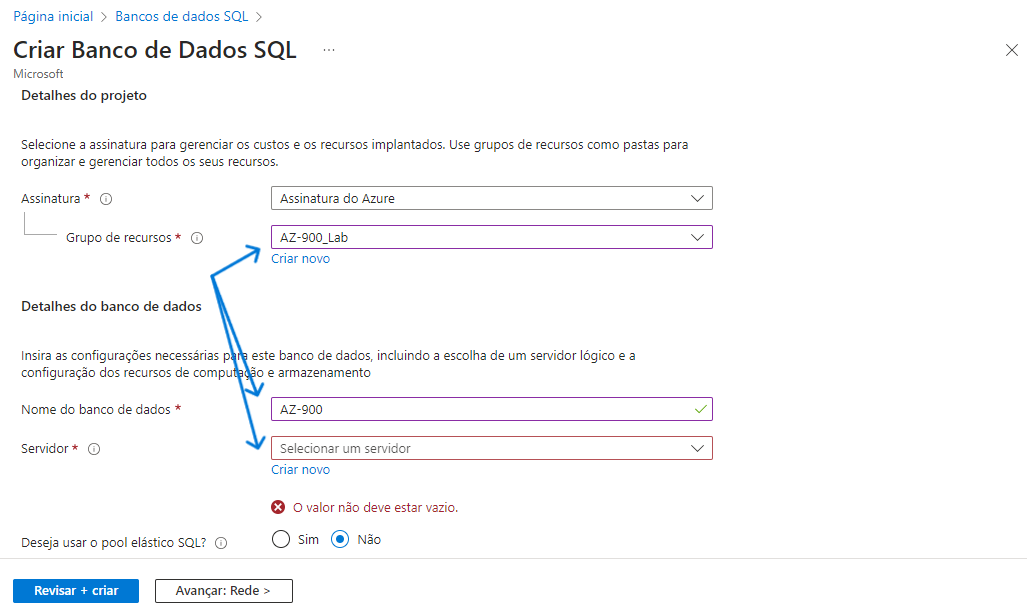 Página inicial > Bancos de dados SQL >
Criar Banco de Dados SQL ...
Microsoft
Detalhes do projeto
Selecione a assinatura para gerenciar os custos e os recursos implantados. Use grupos de recursos como pastas para
organizar e gerenciar todos os seus recursos.
Assinatura *
Assinatura do Azure
Grupo de recursos *
AZ-900_Lab
Criar novo
Detalhes do banco de dados
Insira as configurações necessárias para este banco de dados, incluindo a escolha de um servidor lógico e a
configuração dos recursos de computação e armazenamento
Nome do banco de dados *
AZ-900
Servidor *
Selecionar um servidor
Criar novo
O valor não deve estar vazio.
Deseja usar o pool elástico SQL?
Sim Não
Revisar + criar
Avançar: Rede >